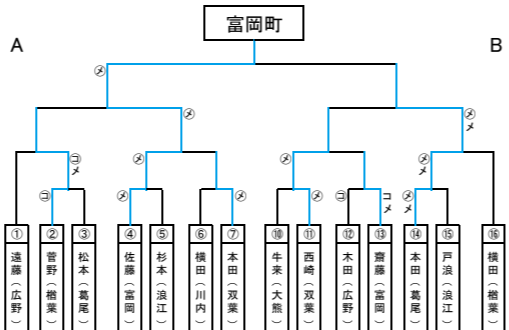 富岡町
A
B
㋱
㋱
㋱
メ
㋙
メ
㋱
㋱
㋱
メ
㋙
㋱
㋱
㋱
㋙
コ
メ
㋱
メ
① 遠藤（広野）
② 菅野（楢葉）
③ 松本（葛尾）
④ 佐藤（富岡）
⑤ 杉本（浪江）
⑥ 横田（川内）
⑦ 本田（双葉）
⑩ 牛来（大熊）
⑪ 西崎（双葉）
⑫ 木田（広野）
⑬ 齋藤（富岡）
⑭ 本田（葛尾）
⑮ 戸浪（浪江）
⑯ 横田（楢葉）